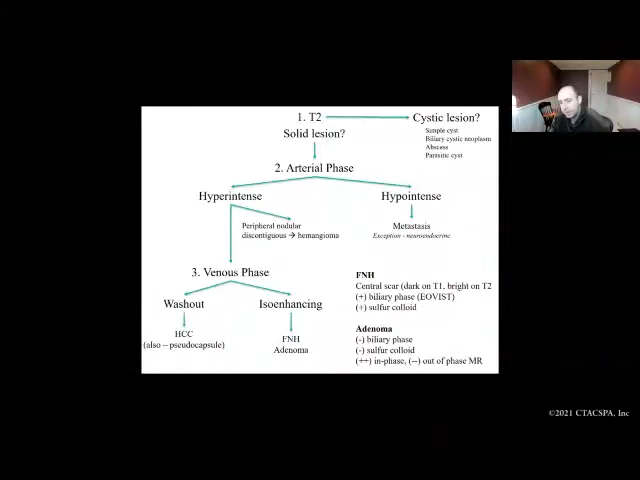 1. T2
Cystic lesion?
Solid lesion?
Simple cyst
Biliary cystic neoplasm
Abscess
Parasitic cyst
2. Arterial Phase
Hyperintense
Hypointense
Peripheral nodular
discontiguous → hemangioma
Metastasis
Exception - neuroendocrine
3. Venous Phase
Washout
Isoenhancing
HCC
(also – pseudocapsule)
FNH
Adenoma
FNH
Central scar (dark on T1, bright on T2
(+) biliary phase (EOVIST)
(+) sulfur colloid
Adenoma
(-) biliary phase
(-) sulfur colloid
(++) in-phase, (--) out of phase MR
©2021 CTACSPA, Inc